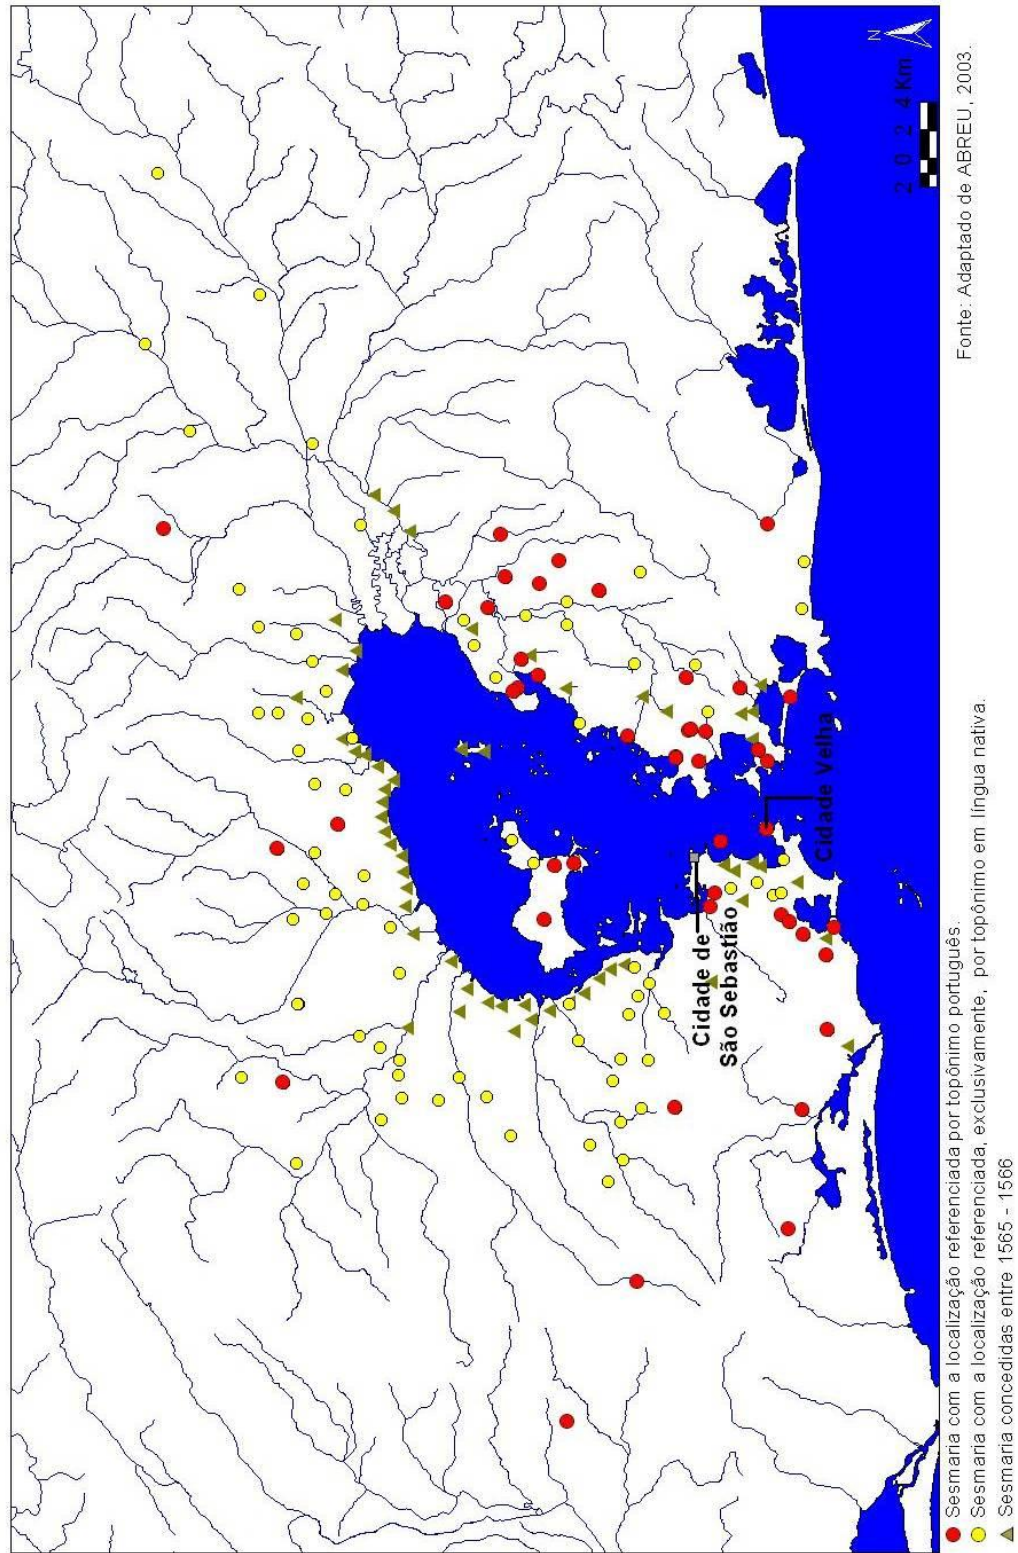 N
2 0 2 4 Km
Cidade de
São Sebastião
Cidade Velha
Fonte: Adaptado de ABREU, 2003.
Sesmaria com a localização referenciada por topônimo português.
Sesmaria com a localização referenciada, exclusivamente, por topônimo em língua nativa.
Sesmaria concedidas entre 1565 - 1566